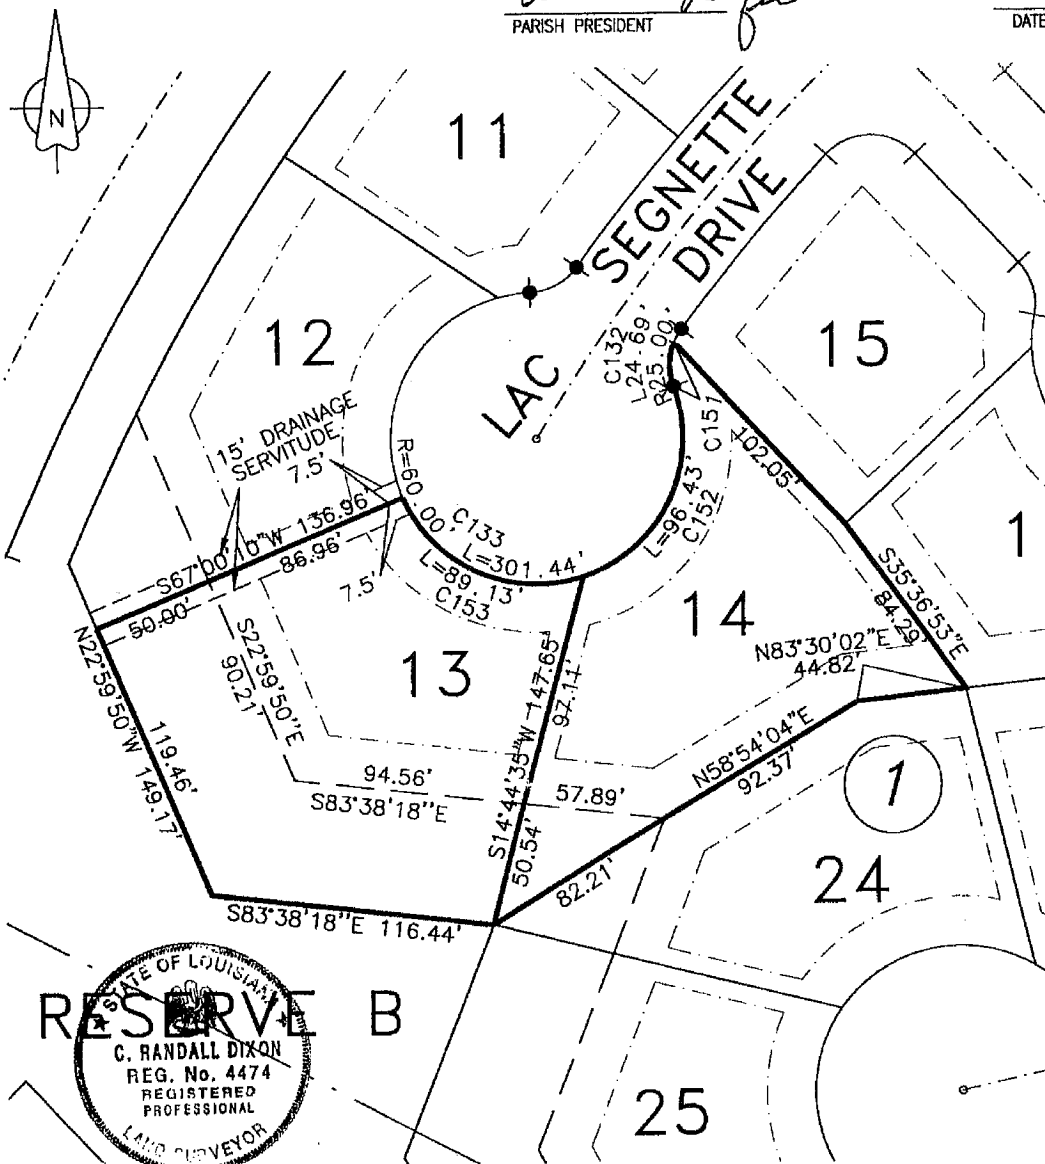 PARISH PRESIDENT
DATE
N
11
SEGNETTE
DRIVE
LAC
12
15
C132
L24.69'
R25.00'
C151
102.05'
15' DRAINAGE
SERVITUDE
7.5'
R=60.00'
C133
L=301.44'
L=89.13'
C153
L=96.43'
C152
S67°00'10"W 136.96'
86.96'
50.00'
7.5'
1
S35°36'53"E
84.29'
14
N83°30'02"E
44.82'
13
S22°59'50"E
90.21'
N22°59'50"W 149.17'
119.46'
S14°44'35"W 147.65'
97.11'
50.54'
94.56'
S83°38'18"E
57.89'
N58°54'04"E
92.37'
82.21'
1
24
S83°38'18"E 116.44'
RESERVE B
STATE OF LOUISIANA
C. RANDALL DIXON
REG. No. 4474
REGISTERED
PROFESSIONAL
LAND SURVEYOR
25